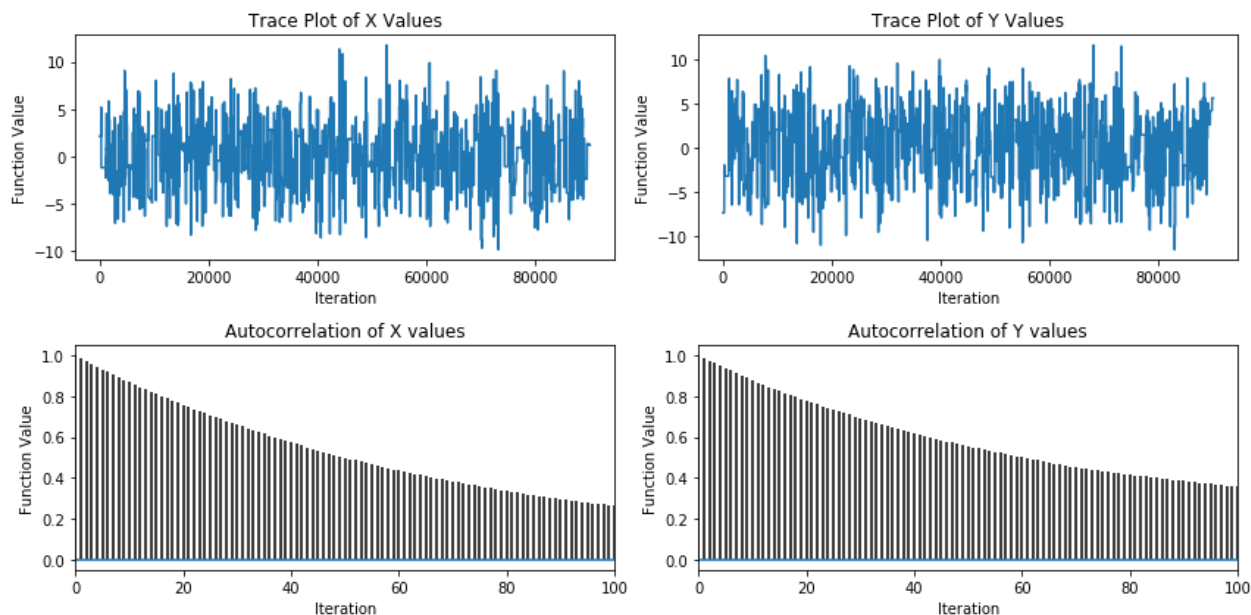 Trace Plot of X Values
Function Value
10
5
0
−5
−10
0 20000 40000 60000 80000
Iteration
Trace Plot of Y Values
Function Value
10
5
0
−5
−10
0 20000 40000 60000 80000
Iteration
Autocorrelation of X values
Function Value
1.0
0.8
0.6
0.4
0.2
0.0
0 20 40 60 80 100
Iteration
Autocorrelation of Y values
Function Value
1.0
0.8
0.6
0.4
0.2
0.0
0 20 40 60 80 100
Iteration